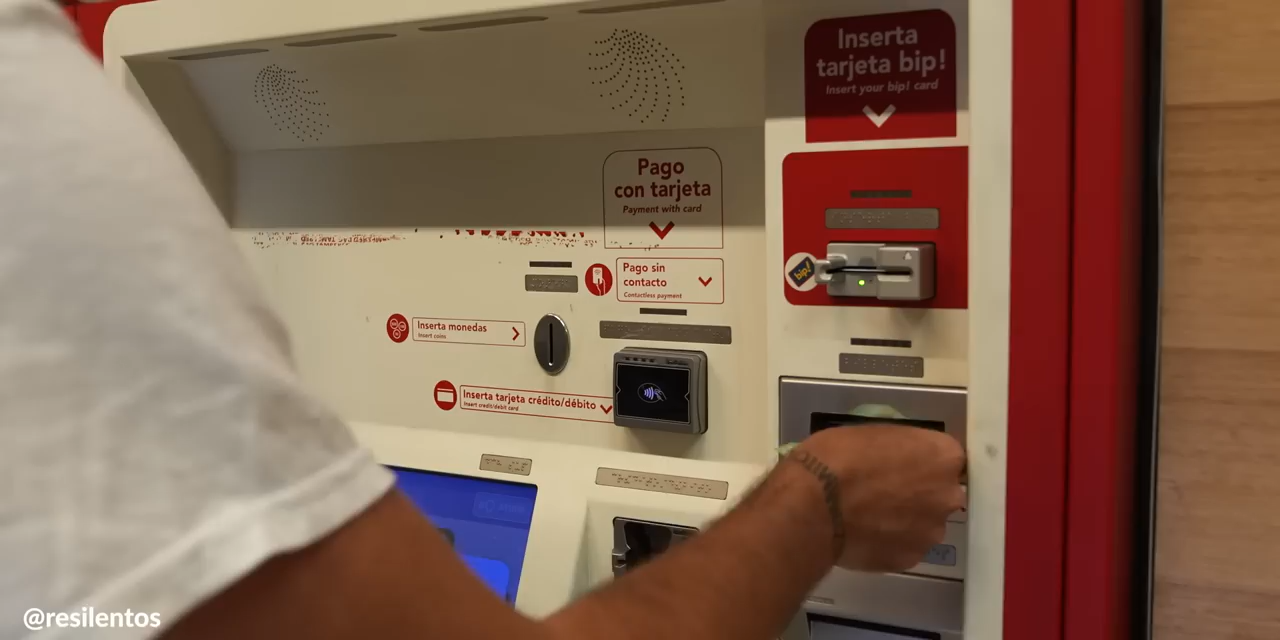 Inserta
tarjeta bip!
Insert your bip! card
Pago
con tarjeta
Payment with card
Pago sin
contacto
Contactless payment
bip!
Inserta monedas
Insert coins
Inserta tarjeta crédito/débito
Insert credit/debit card
@resilentos